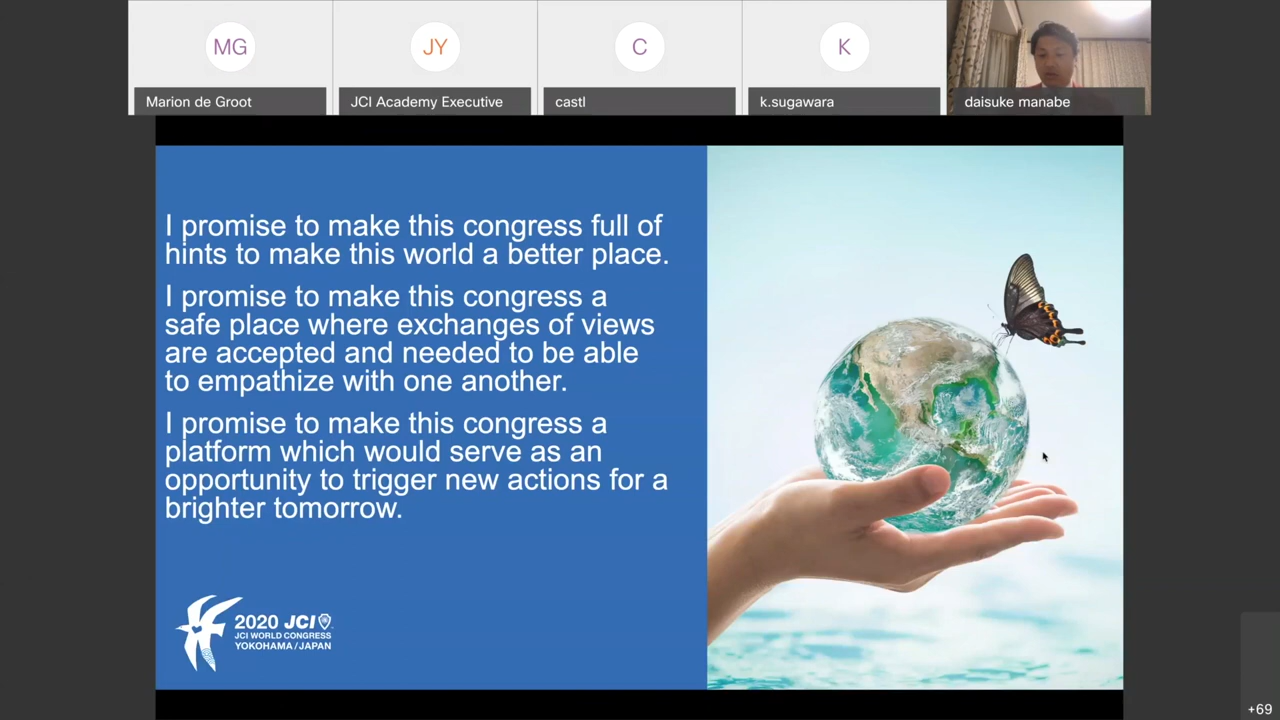 MG
JY
C
K
Marion de Groot
JCI Academy Executive
castl
k.sugawara
daisuke manabe
I promise to make this congress full of
hints to make this world a better place.
I promise to make this congress a
safe place where exchanges of views
are accepted and needed to be able
to empathize with one another.
I promise to make this congress a
platform which would serve as an
opportunity to trigger new actions for a
brighter tomorrow.
2020 JCI
JCI WORLD CONGRESS
YOKOHAMA/JAPAN
+69